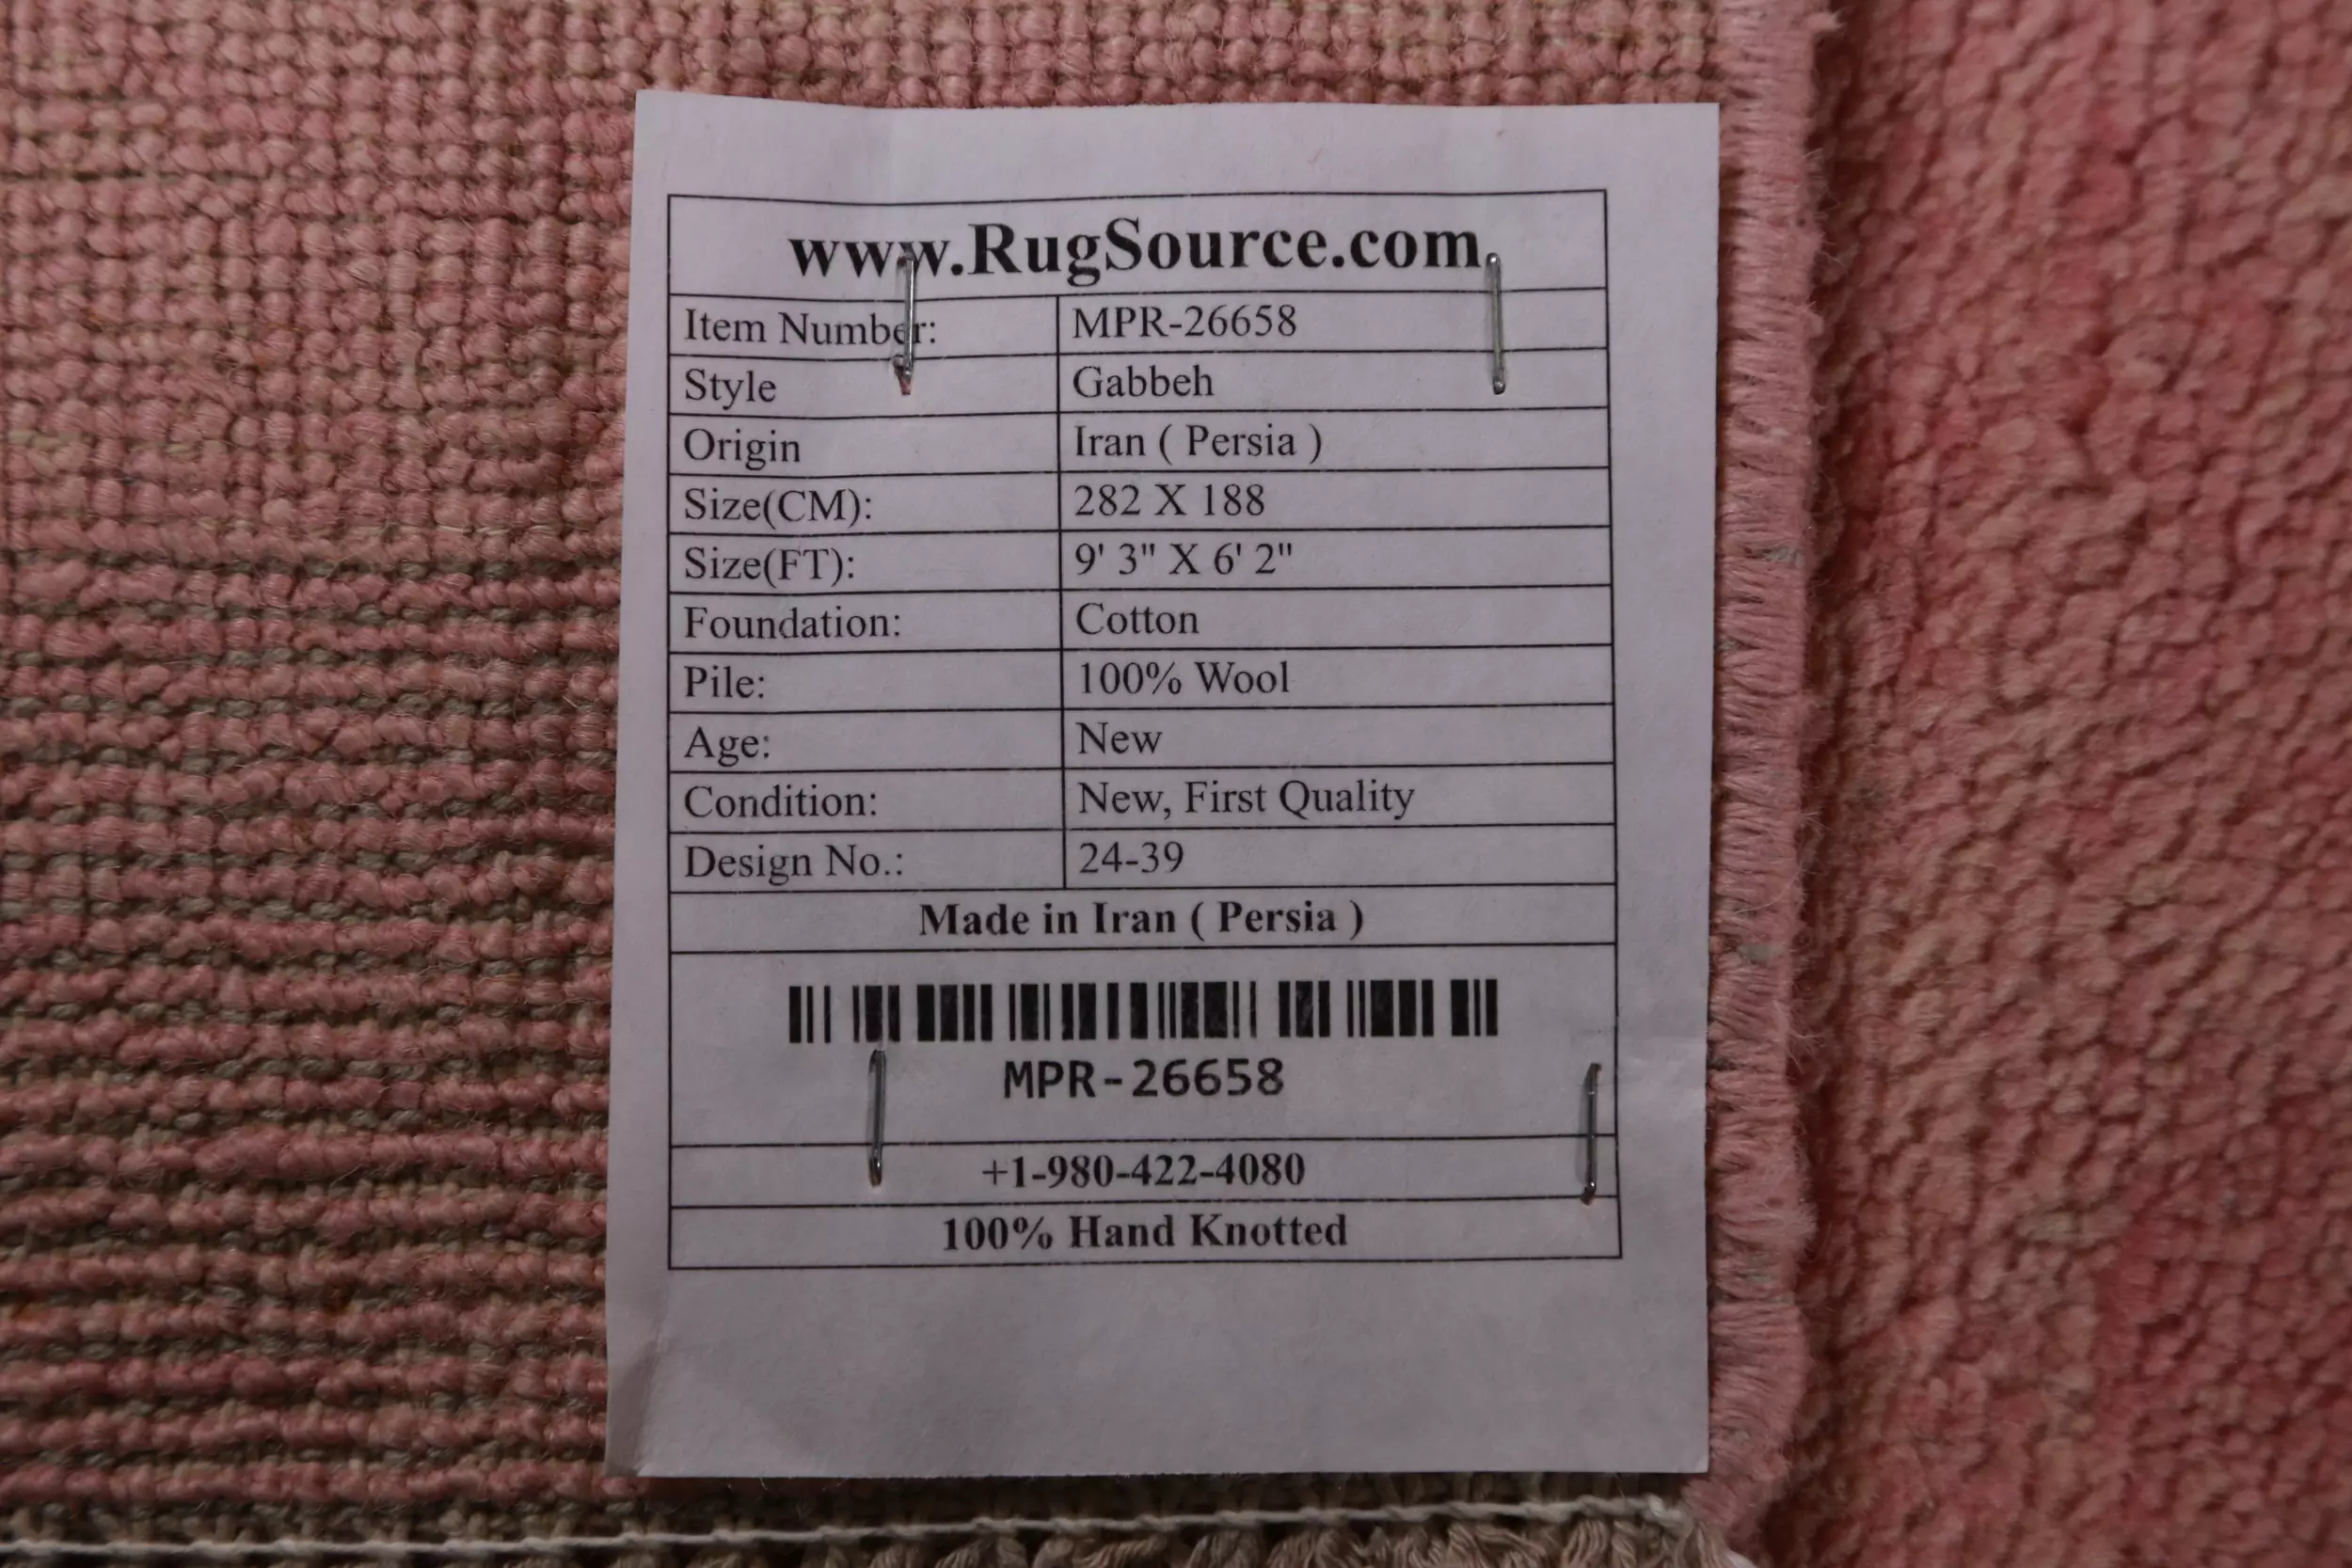 www.RugSource.com
Item Number: MPR-26658
Style Gabbeh
Origin Iran ( Persia )
Size(CM): 282 X 188
Size(FT): 9' 3" X 6' 2"
Foundation: Cotton
Pile: 100% Wool
Age: New
Condition: New, First Quality
Design No.: 24-39
Made in Iran ( Persia )
MPR-26658
+1-980-422-4080
100% Hand Knotted